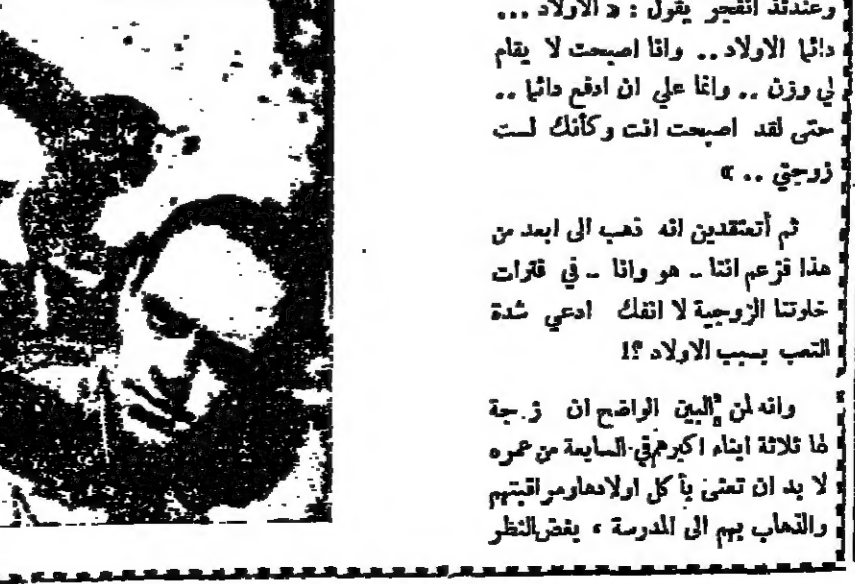 وعندئذ انفجر يقول : « الاولاد ...
دائما الاولاد .. وانا اصبحت لا يقام
لي وزن .. وانما علي ان ادفع دائما ..
حتى لقد اصبحت انت وكأنك لست
زوجتي .. »
ثم أتعتقدين انه ذهب الى ابعد من
هذا فزعم اننا - هو وانا - في فترات
خلوتنا الزوجية لا انفك ادعي شدة
التعب بسبب الاولاد ؟!
وانه لمن البين الواضح ان زوجة
لها ثلاثة ابناء اكبرهم في السابعة من عمره
لا بد ان تعنى بأكل اولادها ومراقبتهم
والذهاب بهم الى المدرسة ، بغض النظر